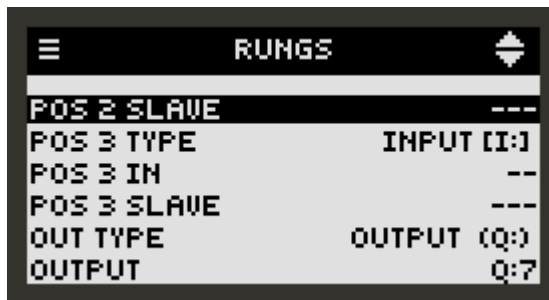 RUNGS
POS 2 SLAVE ---
POS 3 TYPE INPUT [I:]
POS 3 IN --
POS 3 SLAVE ---
OUT TYPE OUTPUT (Q:)
OUTPUT Q:7